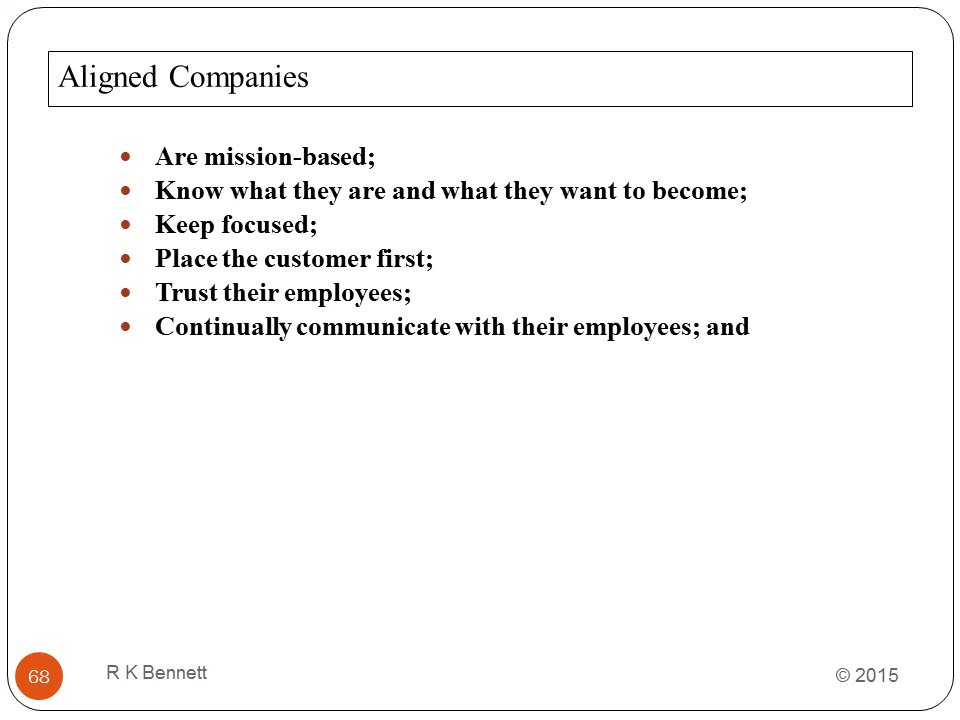 Aligned Companies
• Are mission-based;
• Know what they are and what they want to become;
• Keep focused;
• Place the customer first;
• Trust their employees;
• Continually communicate with their employees; and
68
R K Bennett
© 2015